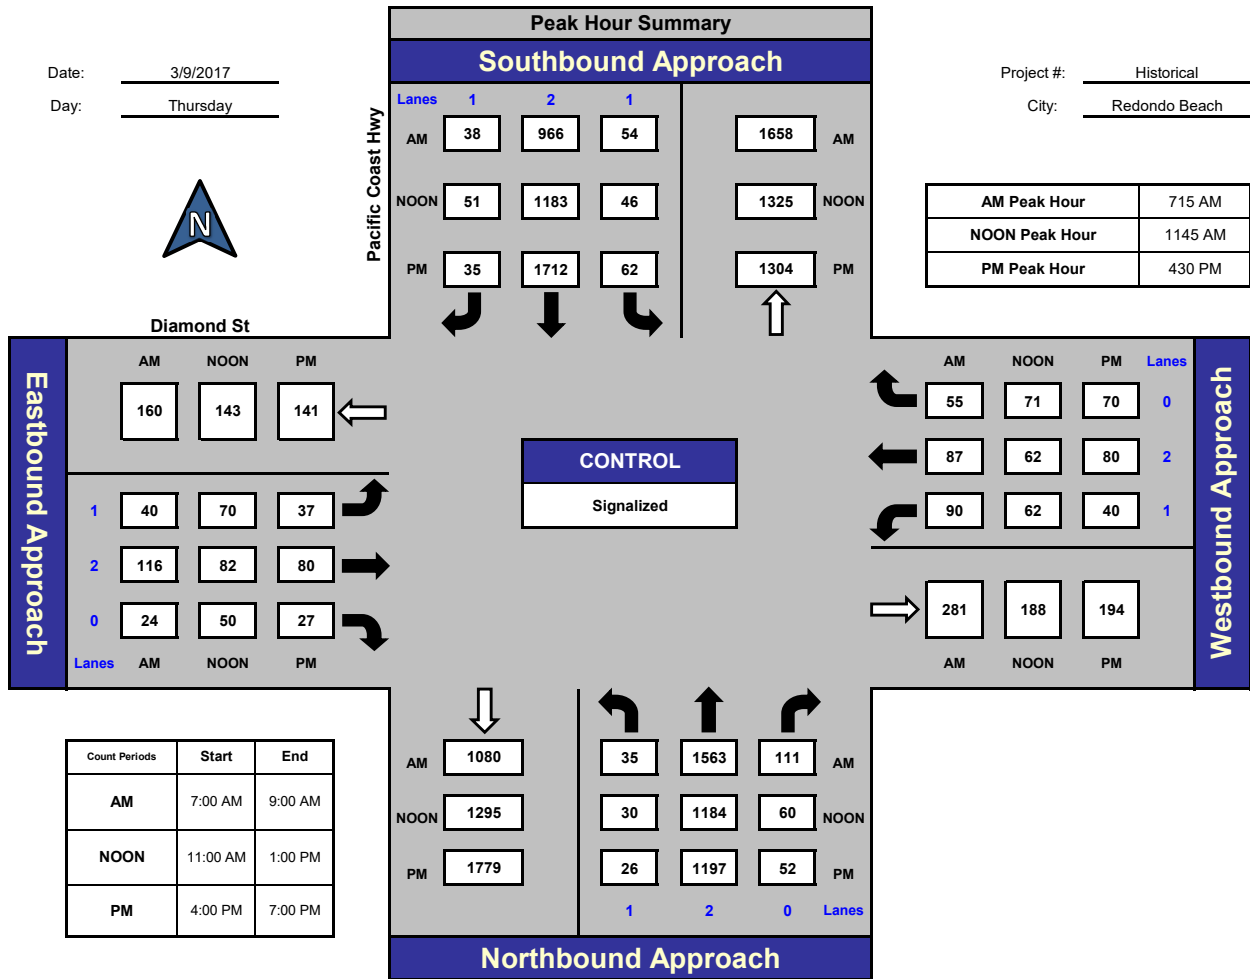 Peak Hour Summary
Southbound Approach
Date: 3/9/2017
Day: Thursday
Project #: Historical
City: Redondo Beach
Pacific Coast Hwy
Lanes 1 2 1
AM 38 966 54 1658 AM
NOON 51 1183 46 1325 NOON
PM 35 1712 62 1304 PM
N
AM Peak Hour 715 AM
NOON Peak Hour 1145 AM
PM Peak Hour 430 PM
Diamond St
Eastbound Approach
AM NOON PM
160 143 141
1 40 70 37
2 116 82 80
0 24 50 27
Lanes AM NOON PM
CONTROL
Signalized
AM NOON PM Lanes
55 71 70 0
87 62 80 2
90 62 40 1
281 188 194
AM NOON PM
Westbound Approach
Count Periods Start End
AM 7:00 AM 9:00 AM
NOON 11:00 AM 1:00 PM
PM 4:00 PM 7:00 PM
AM 1080 35 1563 111 AM
NOON 1295 30 1184 60 NOON
PM 1779 26 1197 52 PM
1 2 0 Lanes
Northbound Approach